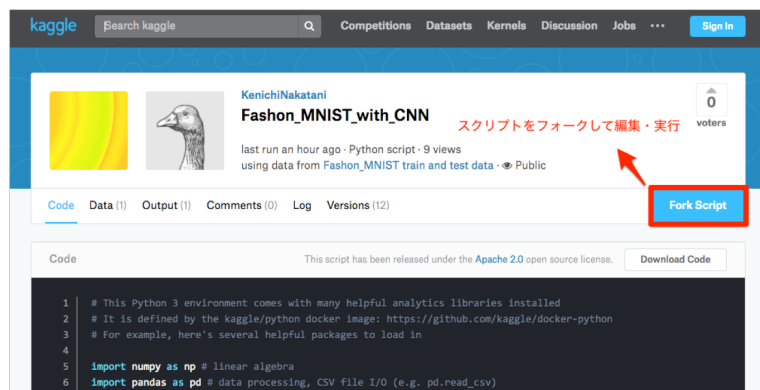 kaggle Search kaggle Competitions Datasets Kernels Discussion Jobs ••• Sign In
KenichiNakatani
Fashon_MNIST_with_CNN
0
voters
スクリプトをフォークして編集・実行
last run an hour ago · Python script · 9 views
using data from Fashon_MNIST train and test data · Public
Code Data (1) Output (1) Comments (0) Log Versions (12) Fork Script
Code This script has been released under the Apache 2.0 open source license. Download Code
1 # This Python 3 environment comes with many helpful analytics libraries installed
2 # It is defined by the kaggle/python docker image: https://github.com/kaggle/docker-python
3 # For example, here's several helpful packages to load in
4
5 import numpy as np # linear algebra
6 import pandas as pd # data processing, CSV file I/O (e.g. pd.read_csv)